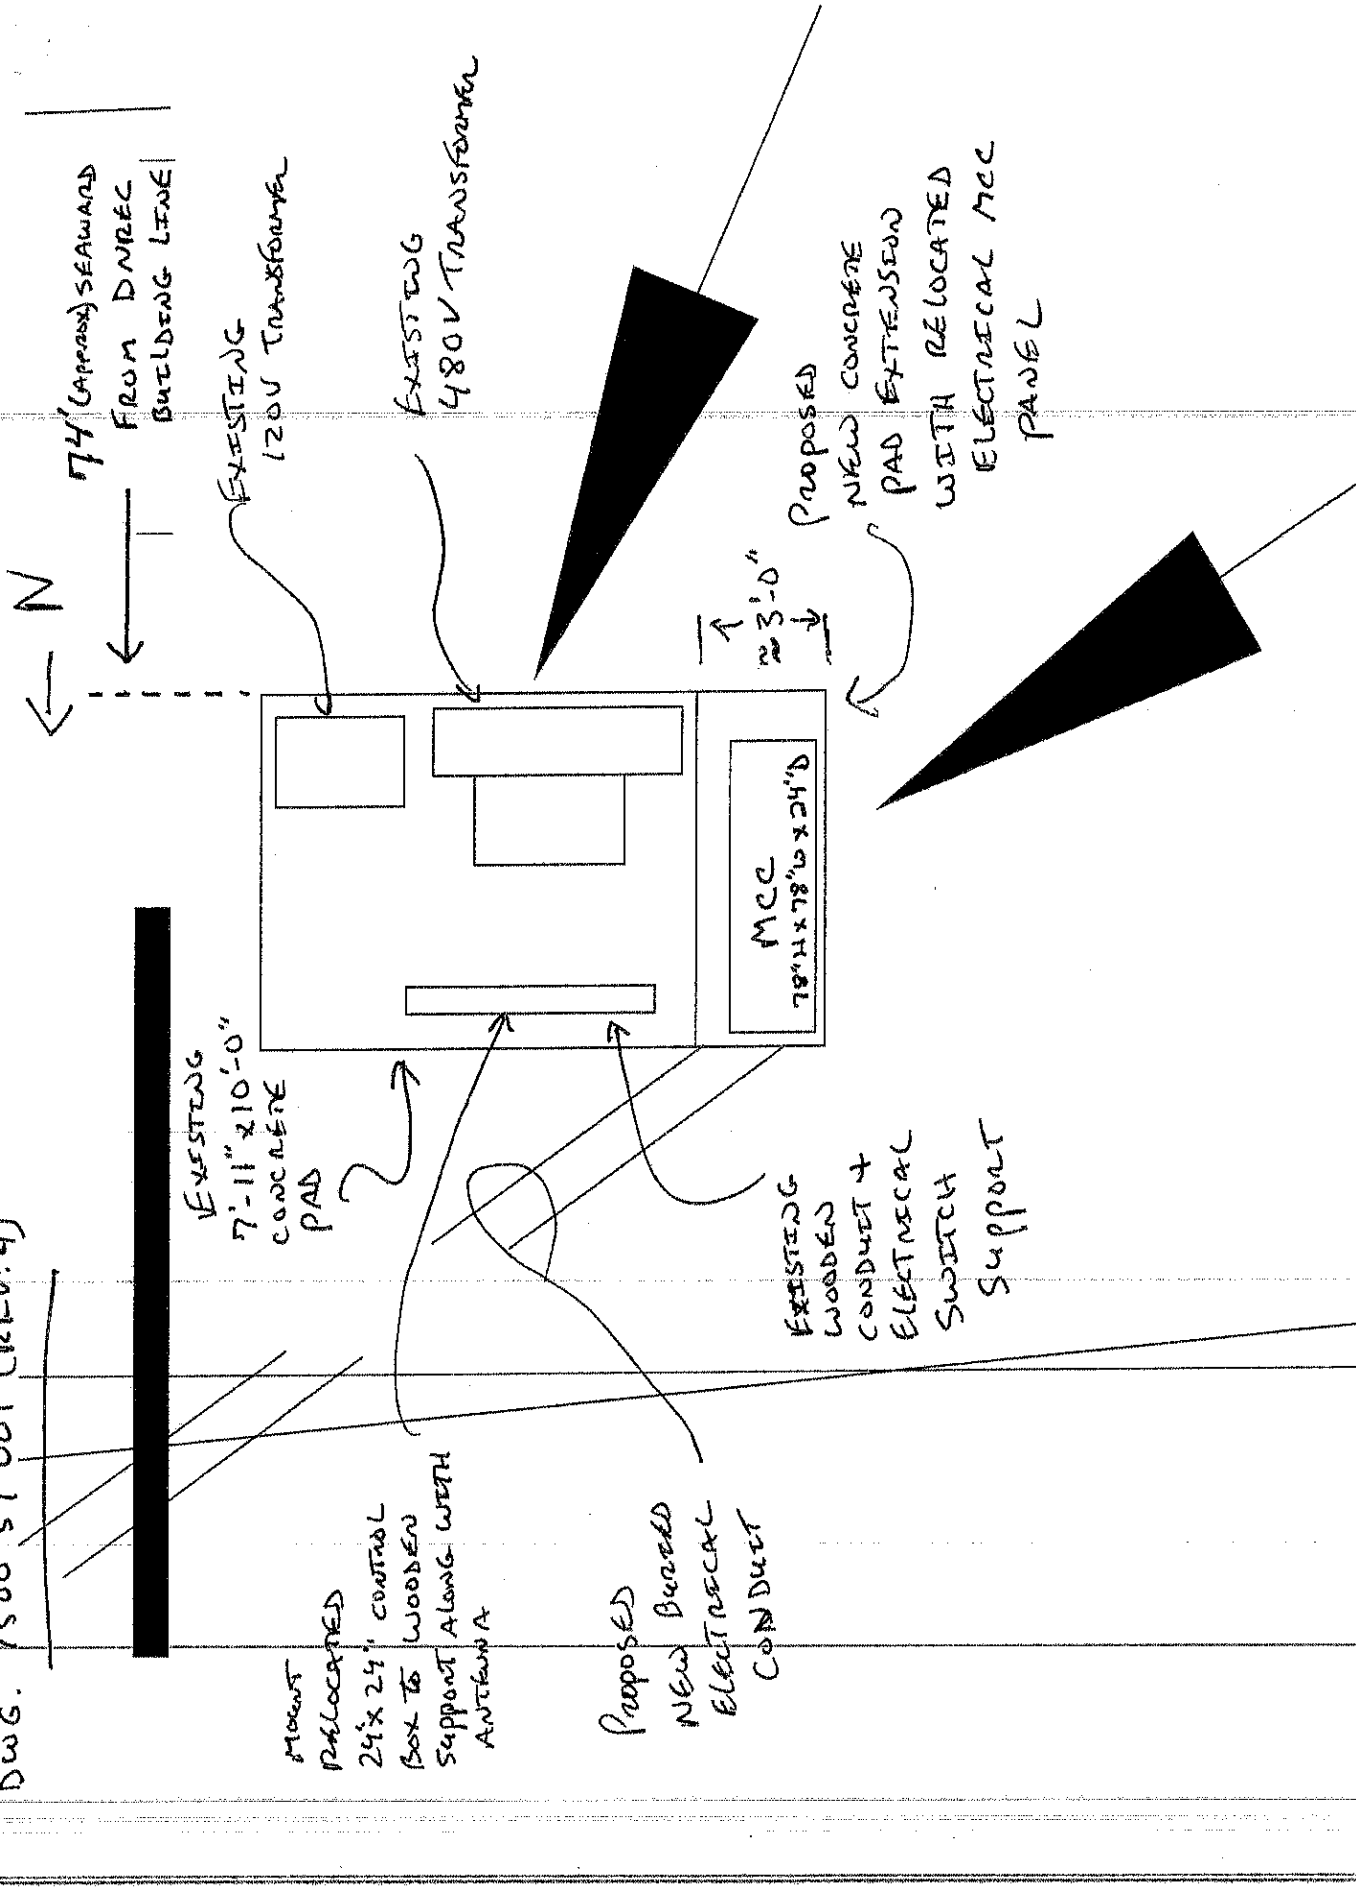 DWG.
N
74' (APPROX) SEAWARD
FROM DNREC
BUILDING LINE
EXISTING
120V TRANSFORMER
EXISTING
480V TRANSFORMER
EXISTING
7'-11" x 10'-0"
CONCRETE
PAD
MCC
78"H x 78"W x 24"D
≈ 3'-0"
PROPOSED
NEW CONCRETE
PAD EXTENSION
WITH RELOCATED
ELECTRICAL MCC
PANEL
MOUNT
RELOCATED
24" x 24" CONTROL
BOX TO WOODEN
SUPPORT ALONG WITH
ANTENNA
PROPOSED
NEW BURIED
ELECTRICAL
CONDUIT
EXISTING
WOODEN
CONDUIT +
ELECTRICAL
SWITCH
SUPPORT